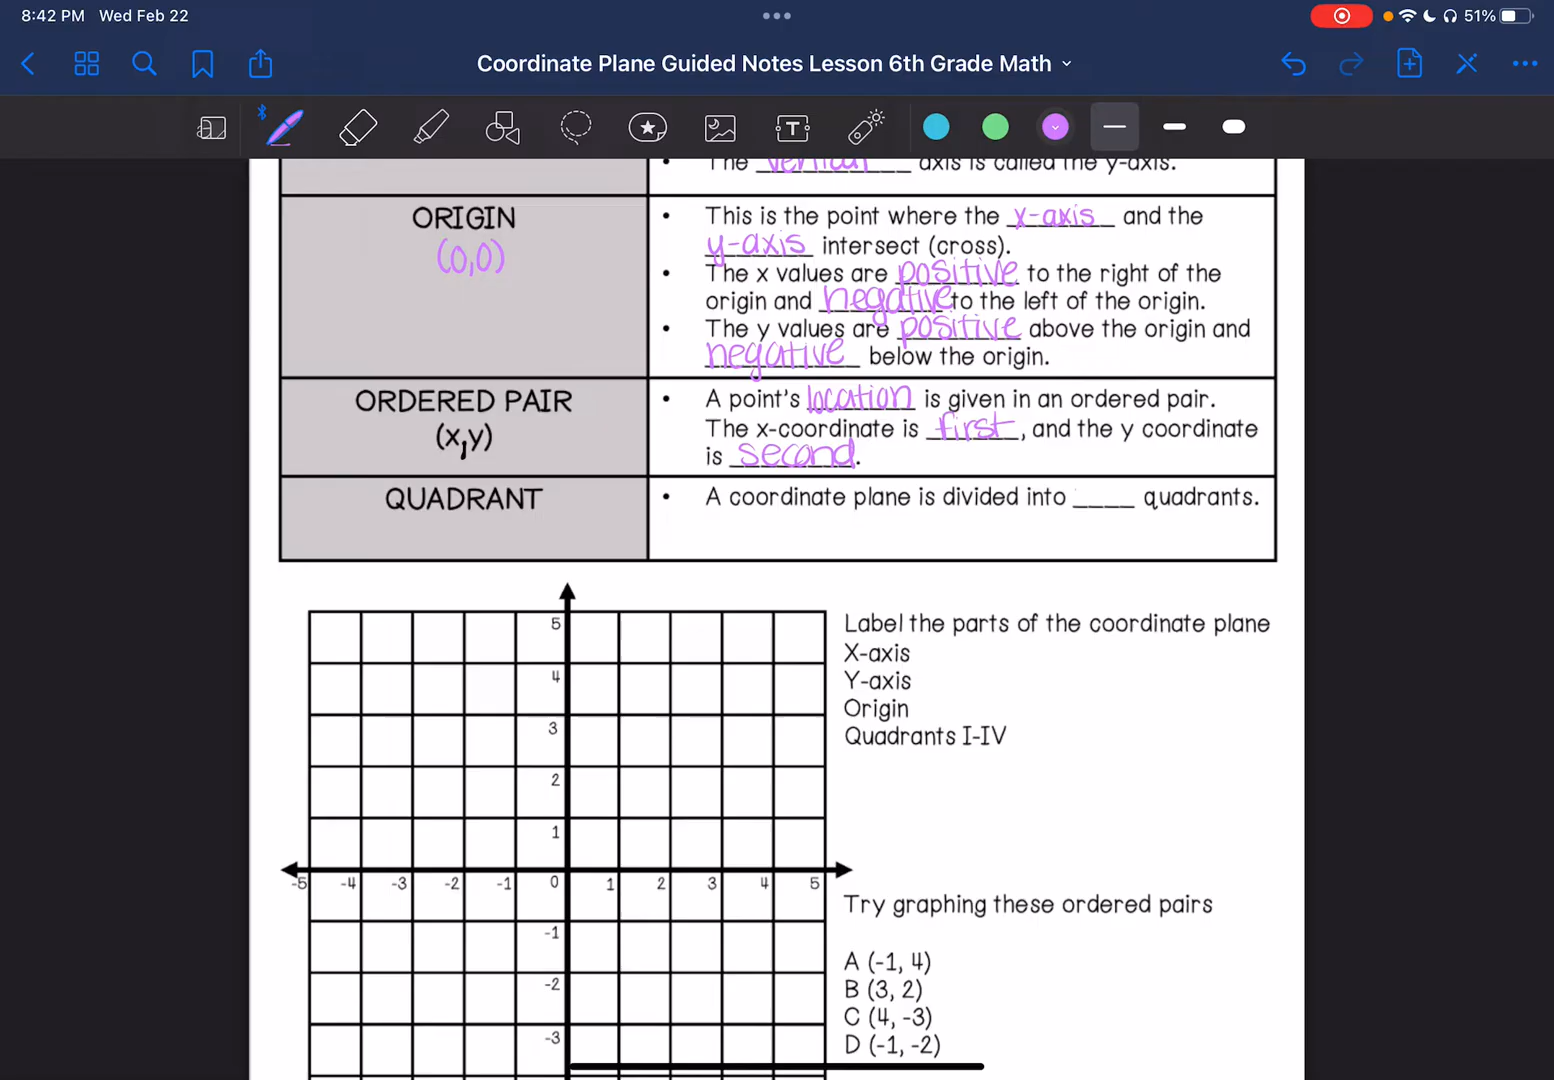 8:42 PM Wed Feb 22
51%
Coordinate Plane Guided Notes Lesson 6th Grade Math
T
• The vertical axis is called the y-axis.
ORIGIN
(0,0)
• This is the point where the x-axis and the
y-axis intersect (cross).
• The x values are positive to the right of the
origin and negative to the left of the origin.
• The y values are positive above the origin and
negative below the origin.
ORDERED PAIR
(x,y)
• A point's location is given in an ordered pair.
The x-coordinate is first, and the y coordinate
is second.
QUADRANT
• A coordinate plane is divided into ____ quadrants.
5
4
3
2
1
-5 -4 -3 -2 -1 0 1 2 3 4 5
-1
-2
-3
Label the parts of the coordinate plane
X-axis
Y-axis
Origin
Quadrants I-IV
Try graphing these ordered pairs
A (-1, 4)
B (3, 2)
C (4, -3)
D (-1, -2)